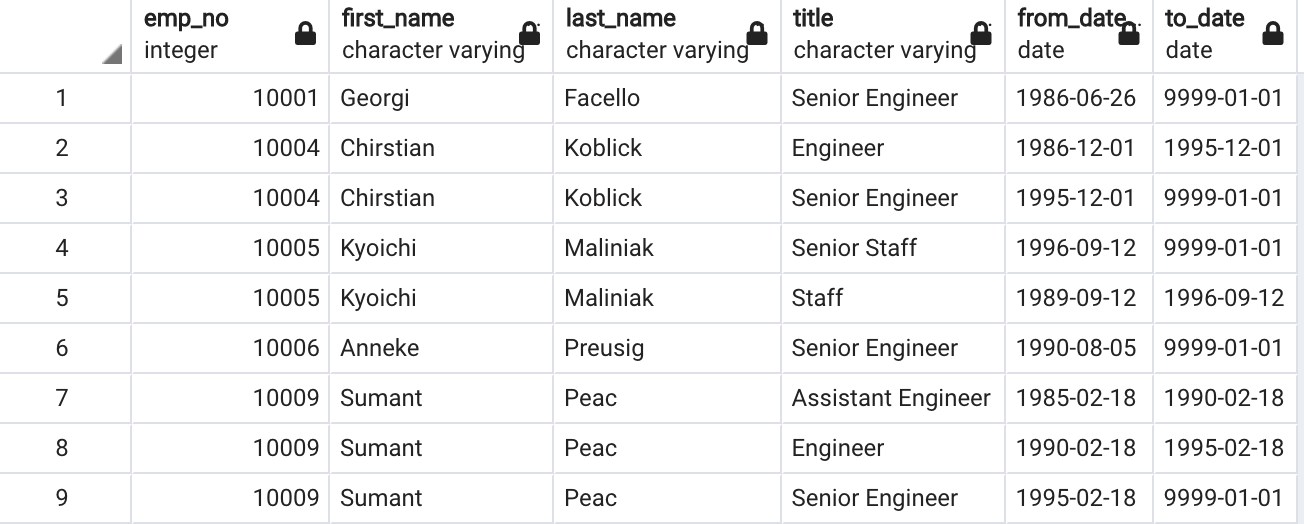 emp_no first_name last_name title from_date to_date
integer character varying character varying character varying date date
1 10001 Georgi Facello Senior Engineer 1986-06-26 9999-01-01
2 10004 Chirstian Koblick Engineer 1986-12-01 1995-12-01
3 10004 Chirstian Koblick Senior Engineer 1995-12-01 9999-01-01
4 10005 Kyoichi Maliniak Senior Staff 1996-09-12 9999-01-01
5 10005 Kyoichi Maliniak Staff 1989-09-12 1996-09-12
6 10006 Anneke Preusig Senior Engineer 1990-08-05 9999-01-01
7 10009 Sumant Peac Assistant Engineer 1985-02-18 1990-02-18
8 10009 Sumant Peac Engineer 1990-02-18 1995-02-18
9 10009 Sumant Peac Senior Engineer 1995-02-18 9999-01-01